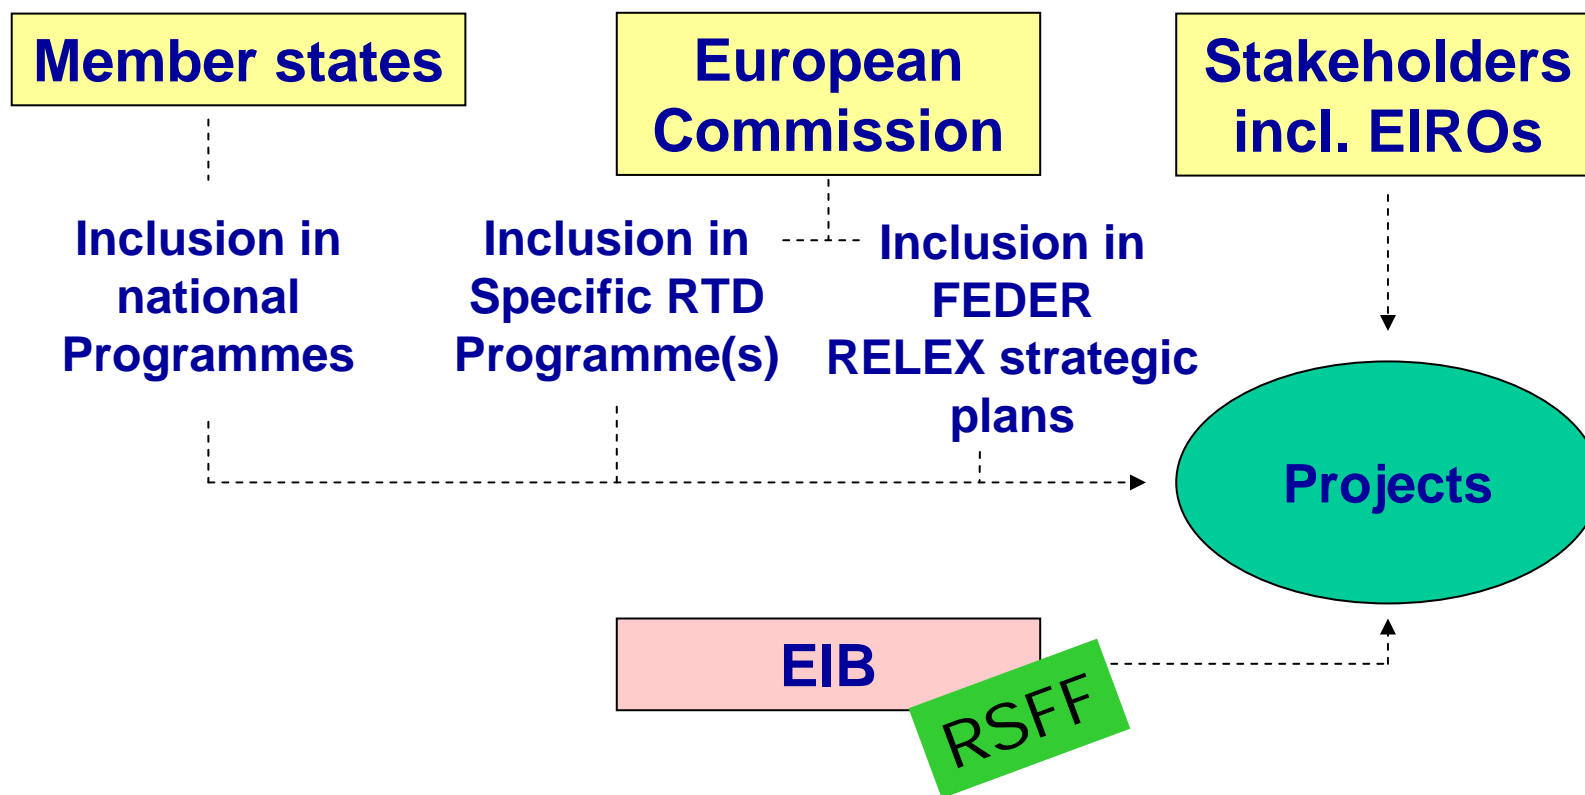 Member states
European
Commission
Stakeholders
incl. EIROs
Inclusion in
national
Programmes
Inclusion in
Specific RTD
Programme(s)
Inclusion in
FEDER
RELEX strategic
plans
Projects
EIB
RSFF